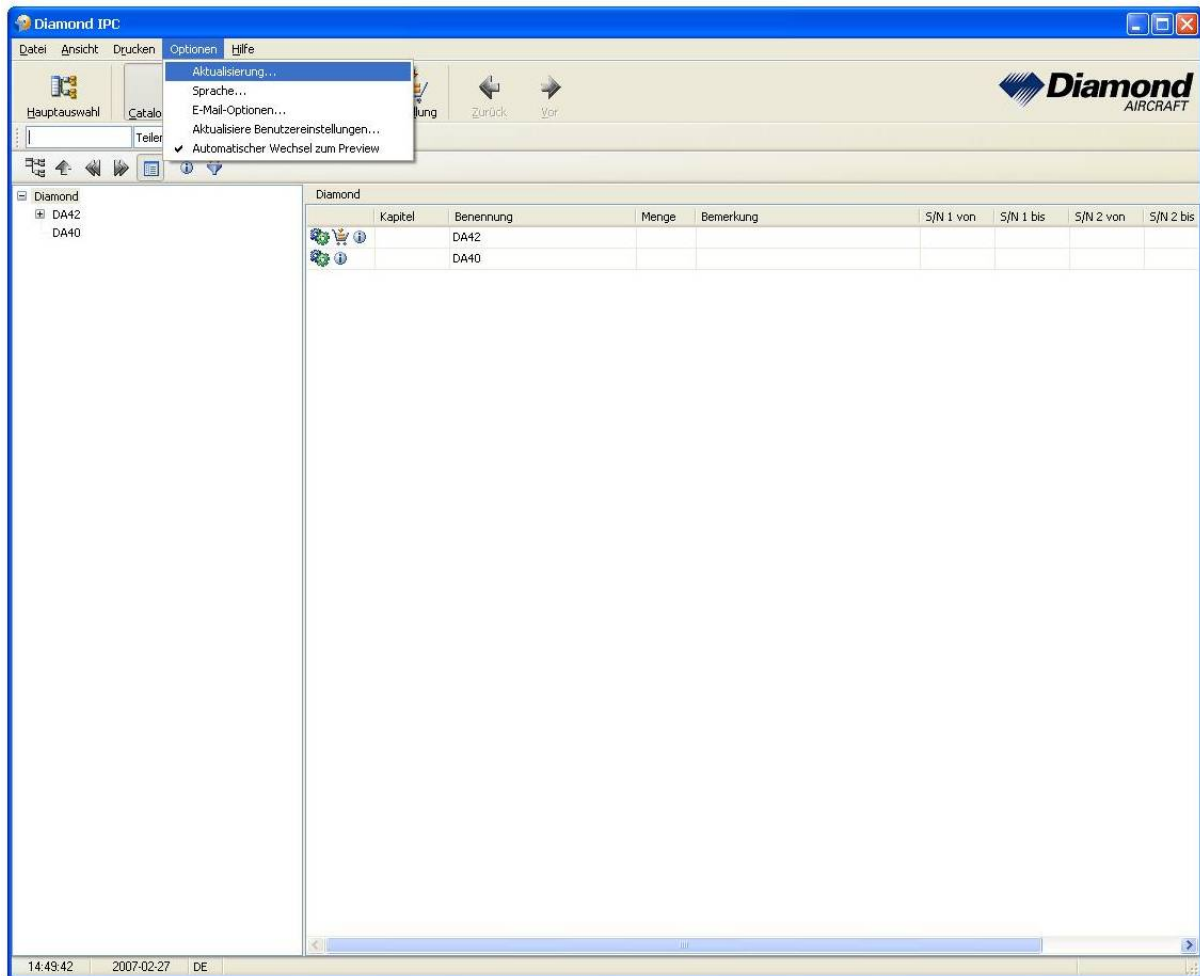 Diamond IPC
Datei Ansicht Drucken Optionen Hilfe
Aktualisierung...
Sprache...
E-Mail-Optionen...
Aktualisiere Benutzereinstellungen...
Automatischer Wechsel zum Preview
Hauptauswahl Catalo lung Zurück Vor
Diamond
AIRCRAFT
Teiler
Diamond
DA42
DA40
Diamond
Kapitel Benennung Menge Bemerkung S/N 1 von S/N 1 bis S/N 2 von S/N 2 bis
DA42
DA40
14:49:42 2007-02-27 DE